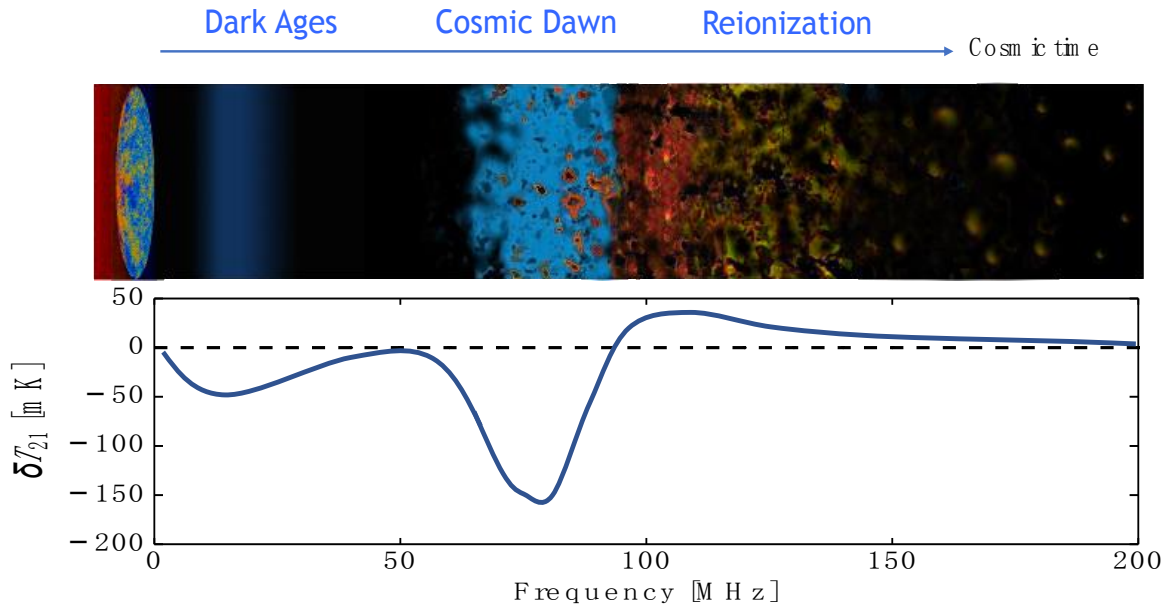 Dark Ages Cosmic Dawn Reionization
Cosmic time
50
0
−50
−100
−150
−200
δT21 [mK]
0 50 100 150 200
Frequency [MHz]